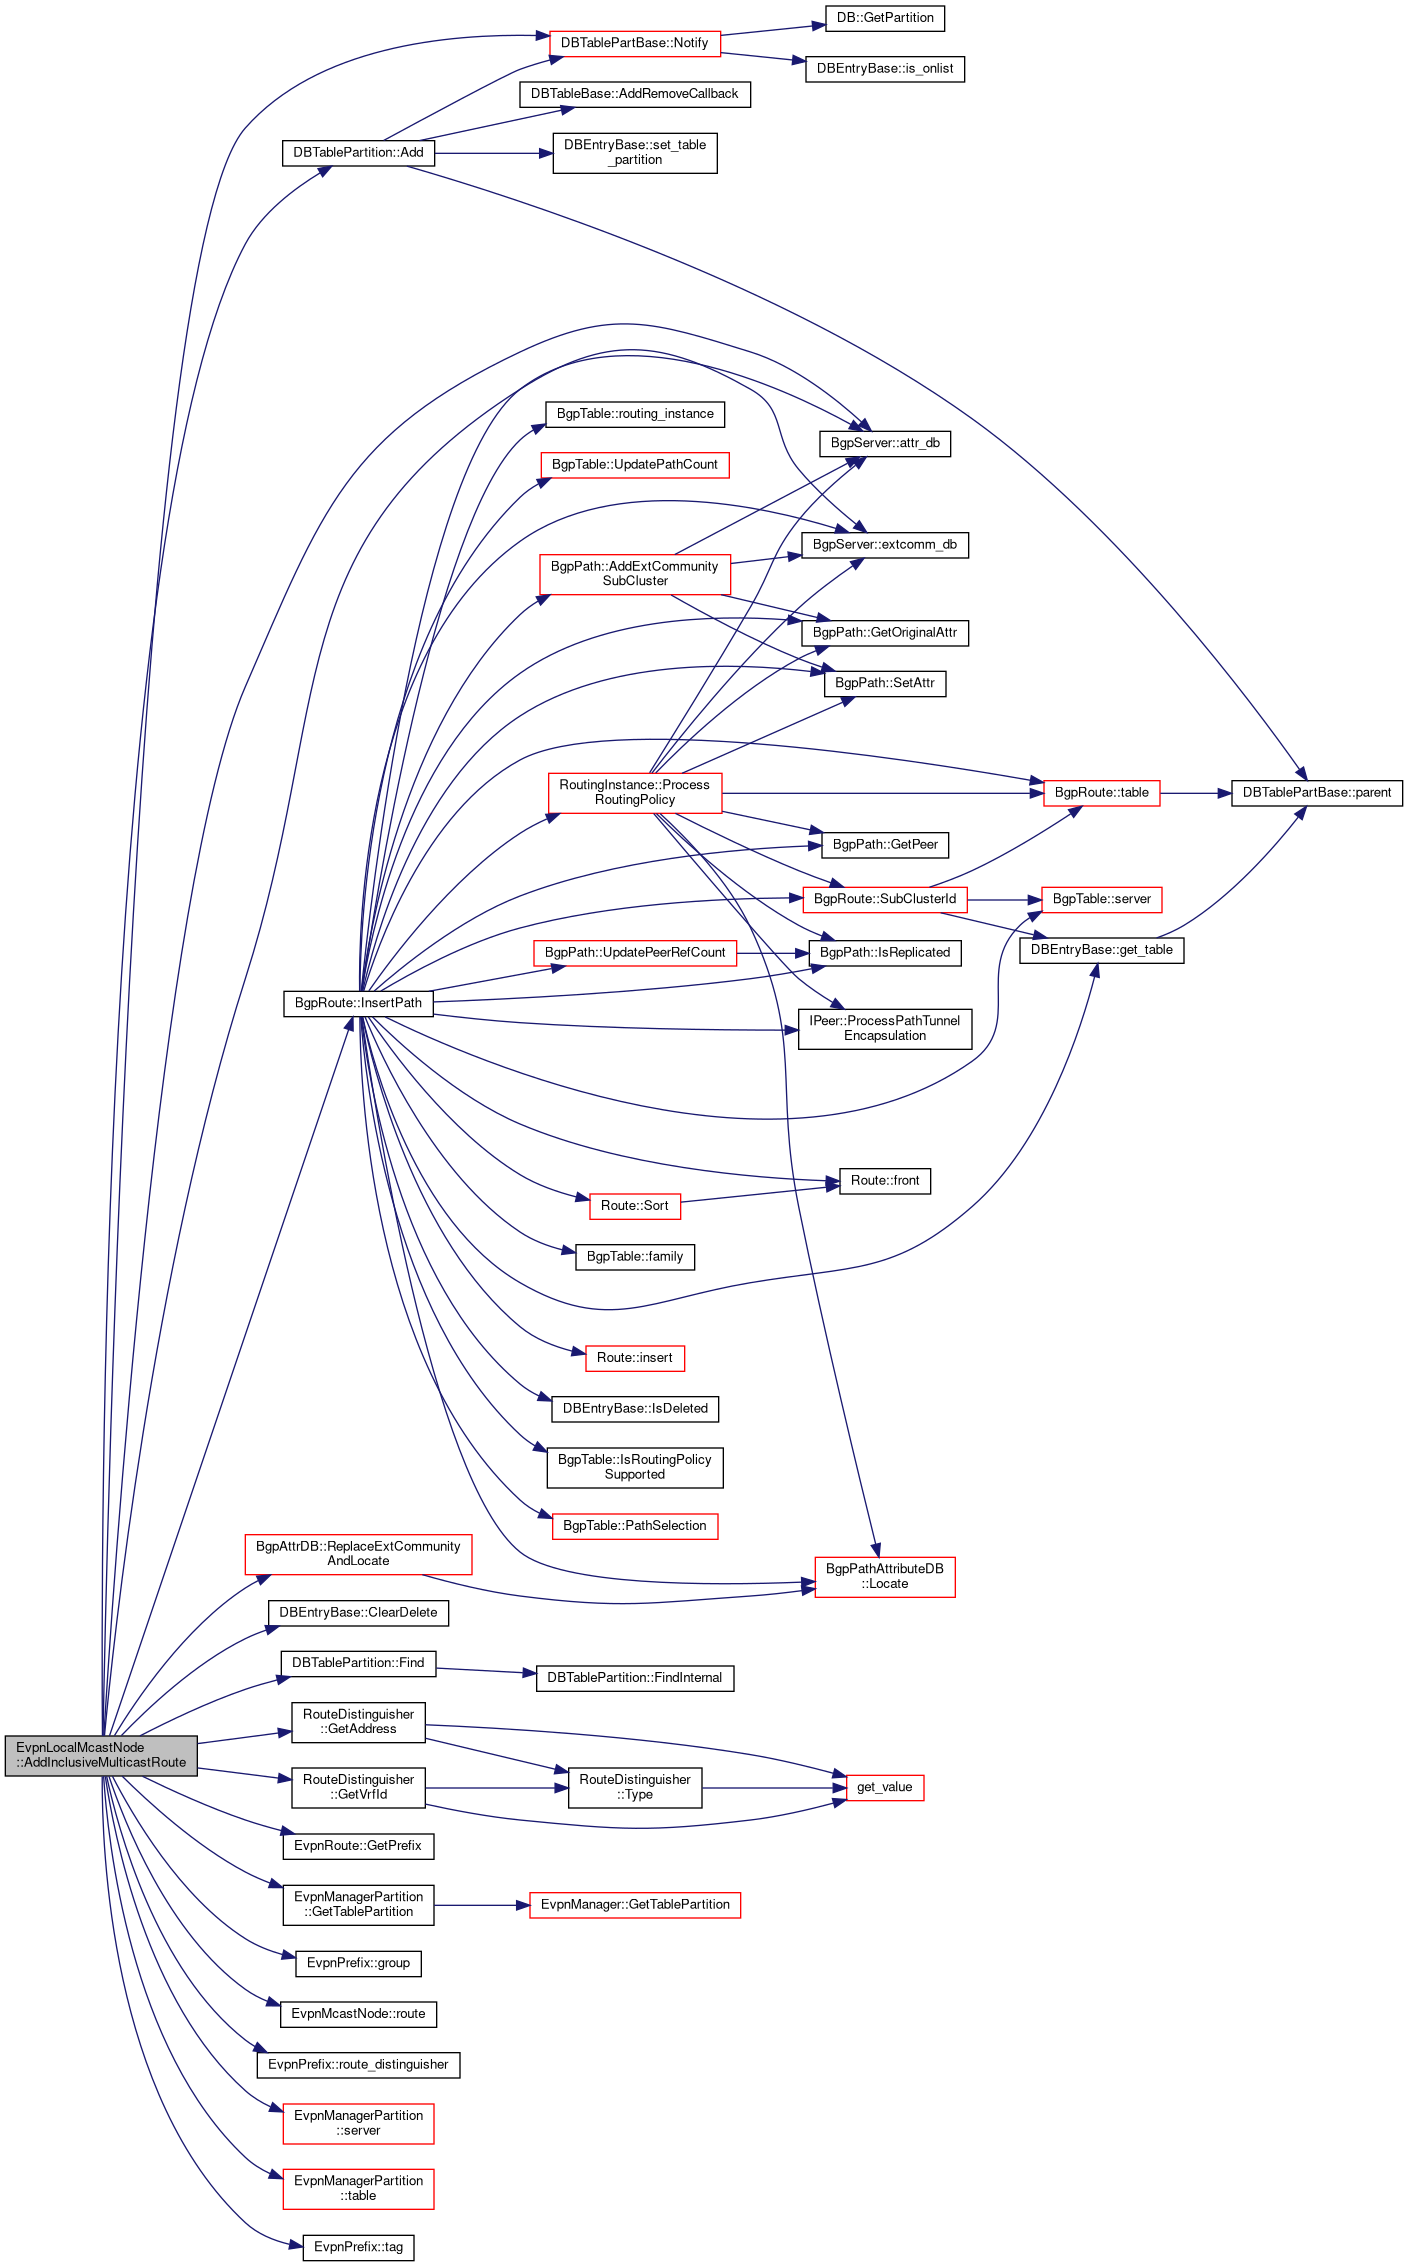 DB::GetPartition
DBTablePartBase::Notify
DBEntryBase::is_onlist
DBTableBase::AddRemoveCallback
DBTablePartition::Add
DBEntryBase::set_table
_partition
BgpTable::routing_instance
BgpServer::attr_db
BgpTable::UpdatePathCount
BgpServer::extcomm_db
BgpPath::AddExtCommunity
SubCluster
BgpPath::GetOriginalAttr
BgpPath::SetAttr
RoutingInstance::Process
RoutingPolicy
BgpRoute::table
DBTablePartBase::parent
BgpPath::GetPeer
BgpRoute::SubClusterId
BgpTable::server
BgpPath::UpdatePeerRefCount
BgpPath::IsReplicated
DBEntryBase::get_table
BgpRoute::InsertPath
IPeer::ProcessPathTunnel
Encapsulation
Route::front
Route::Sort
BgpTable::family
Route::insert
DBEntryBase::IsDeleted
BgpTable::IsRoutingPolicy
Supported
BgpTable::PathSelection
BgpAttrDB::ReplaceExtCommunity
AndLocate
BgpPathAttributeDB
::Locate
DBEntryBase::ClearDelete
DBTablePartition::Find
DBTablePartition::FindInternal
RouteDistinguisher
::GetAddress
EvpnLocalMcastNode
::AddInclusiveMulticastRoute
RouteDistinguisher
::GetVrfId
RouteDistinguisher
::Type
get_value
EvpnRoute::GetPrefix
EvpnManagerPartition
::GetTablePartition
EvpnManager::GetTablePartition
EvpnPrefix::group
EvpnMcastNode::route
EvpnPrefix::route_distinguisher
EvpnManagerPartition
::server
EvpnManagerPartition
::table
EvpnPrefix::tag